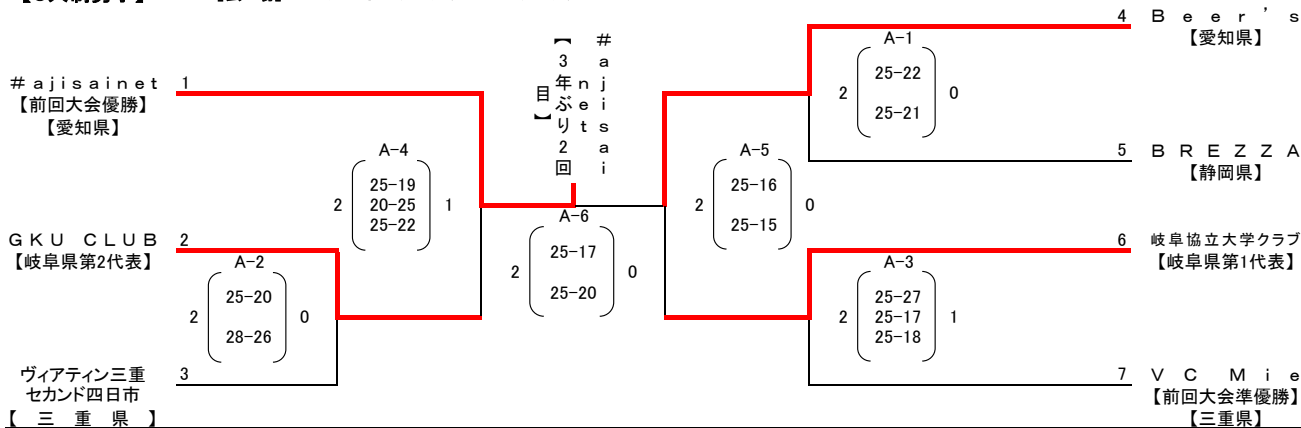 ＃ajisainet 1
【前回大会優勝】
【愛知県】
GKU CLUB 2
【岐阜県第2代表】
ヴィアティン三重 3
セカンド四日市
【三重県】
A-2
2 25-20 0
28-26
A-4
2 25-19 1
20-25
25-22
＃ajisai
net
【3年ぶり2回
目】
A-6
2 25-17 0
25-20
A-5
2 25-16 0
25-15
A-1
2 25-22 0
25-21
A-3
2 25-27 1
25-17
25-18
4 Beer's
【愛知県】
5 BREZZA
【静岡県】
6 岐阜協立大学クラブ
【岐阜県第1代表】
7 VC Mie
【前回大会準優勝】
【三重県】